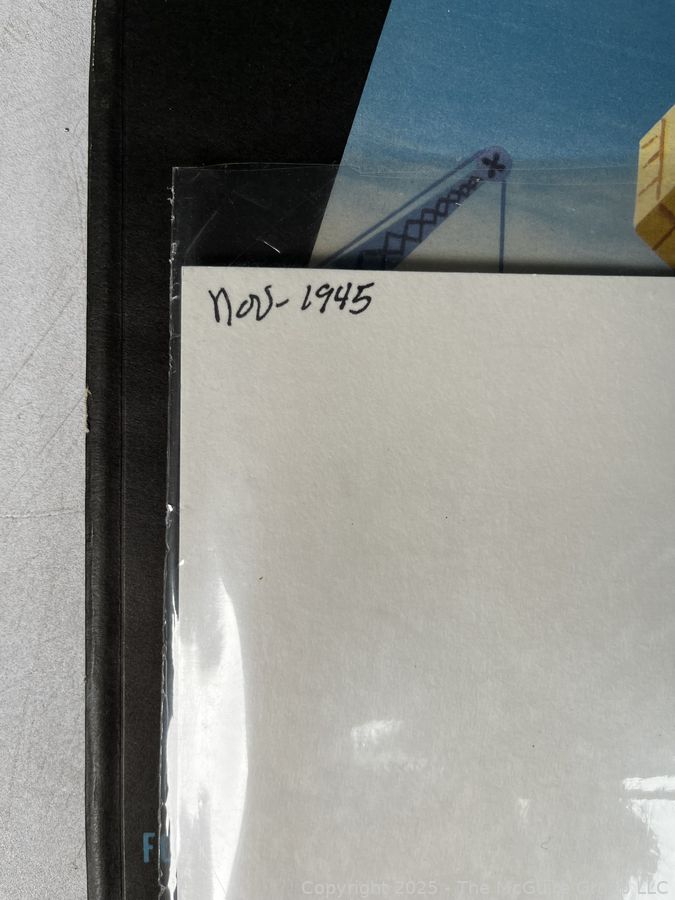 Nov- 1945
Copyright 2025 - The McGuire Group LLC